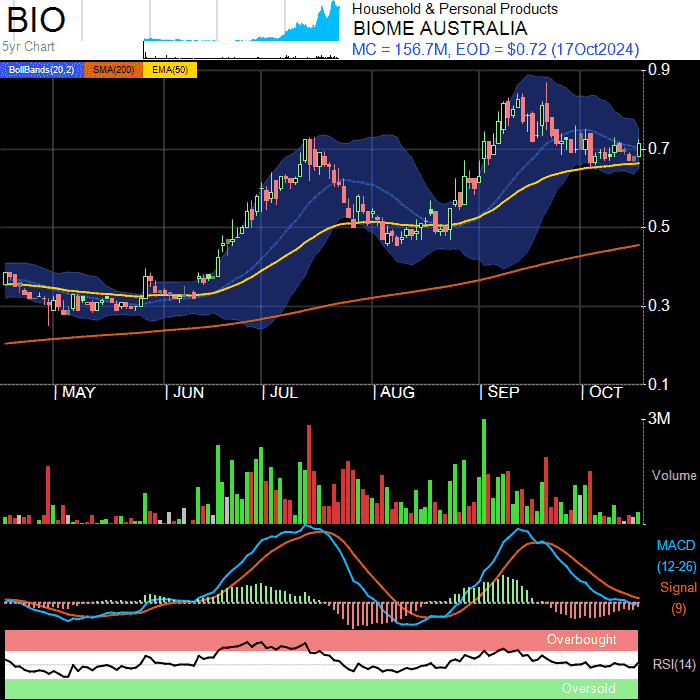 BIO
5yr Chart
Household & Personal Products
BIOME AUSTRALIA
MC = 156.7M, EOD = $0.72 (17Oct2024)
BollBands(20,2) SMA(200) EMA(50)
0.9
0.7
0.5
0.3
0.1
MAY JUN JUL AUG SEP OCT
3M
Volume
MACD
(12-26)
Signal
(9)
Overbought
RSI(14)
Oversold